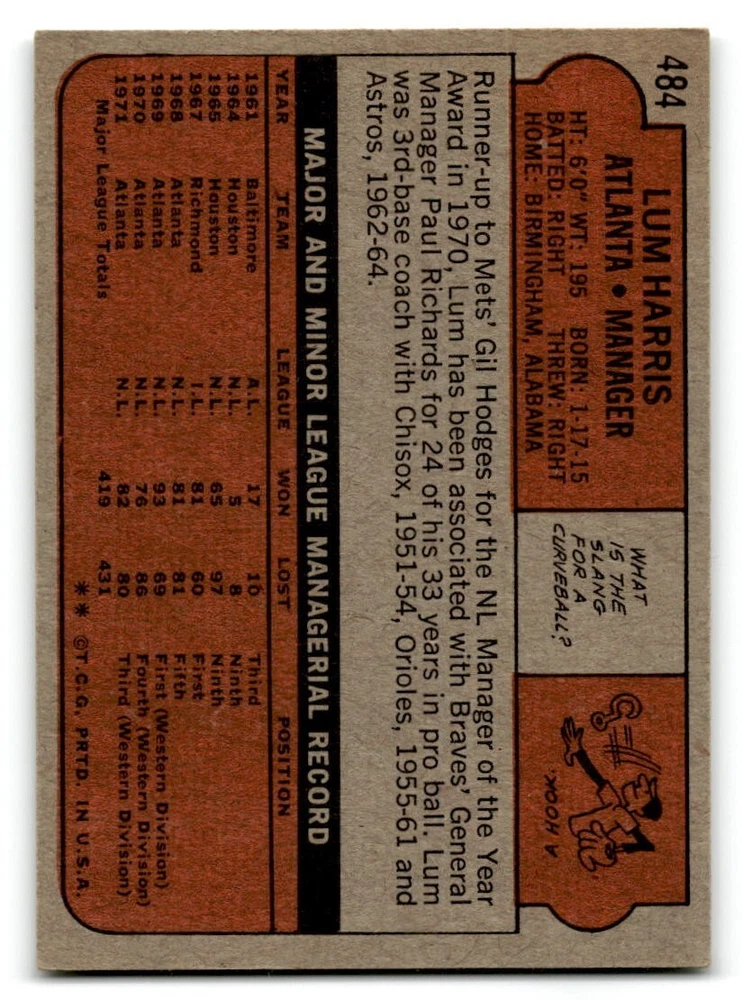 484
LUM HARRIS
ATLANTA • MANAGER
HT: 6'0" WT: 195 BORN: 1-17-15
BATTED: RIGHT THREW: RIGHT
HOME: BIRMINGHAM, ALABAMA
WHAT
IS THE
SLANG
FOR A
CURVEBALL?
A HOOK.
Runner-up to Mets' Gil Hodges for the NL Manager of the Year
Award in 1970, Lum has been associated with Braves' General
Manager Paul Richards for 24 of his 33 years in pro ball. Lum
was 3rd-base coach with Chisox, 1951-54, Orioles, 1955-61 and
Astros, 1962-64.
MAJOR AND MINOR LEAGUE MANAGERIAL RECORD
YEAR TEAM LEAGUE WON LOST POSITION
1961 Baltimore A.L. 17 10 Third
1964 Houston N.L. 5 8 Ninth
1965 Houston N.L. 65 97 Ninth
1967 Richmond I.L. 81 60 First
1968 Atlanta N.L. 81 81 Fifth
1969 Atlanta N.L. 93 69 First (Western Division)
1970 Atlanta N.L. 76 86 Fourth (Western Division)
1971 Atlanta N.L. 82 80 Third (Western Division)
Major League Totals 419 431
** ©T.C.G. PRTD. IN U.S.A.